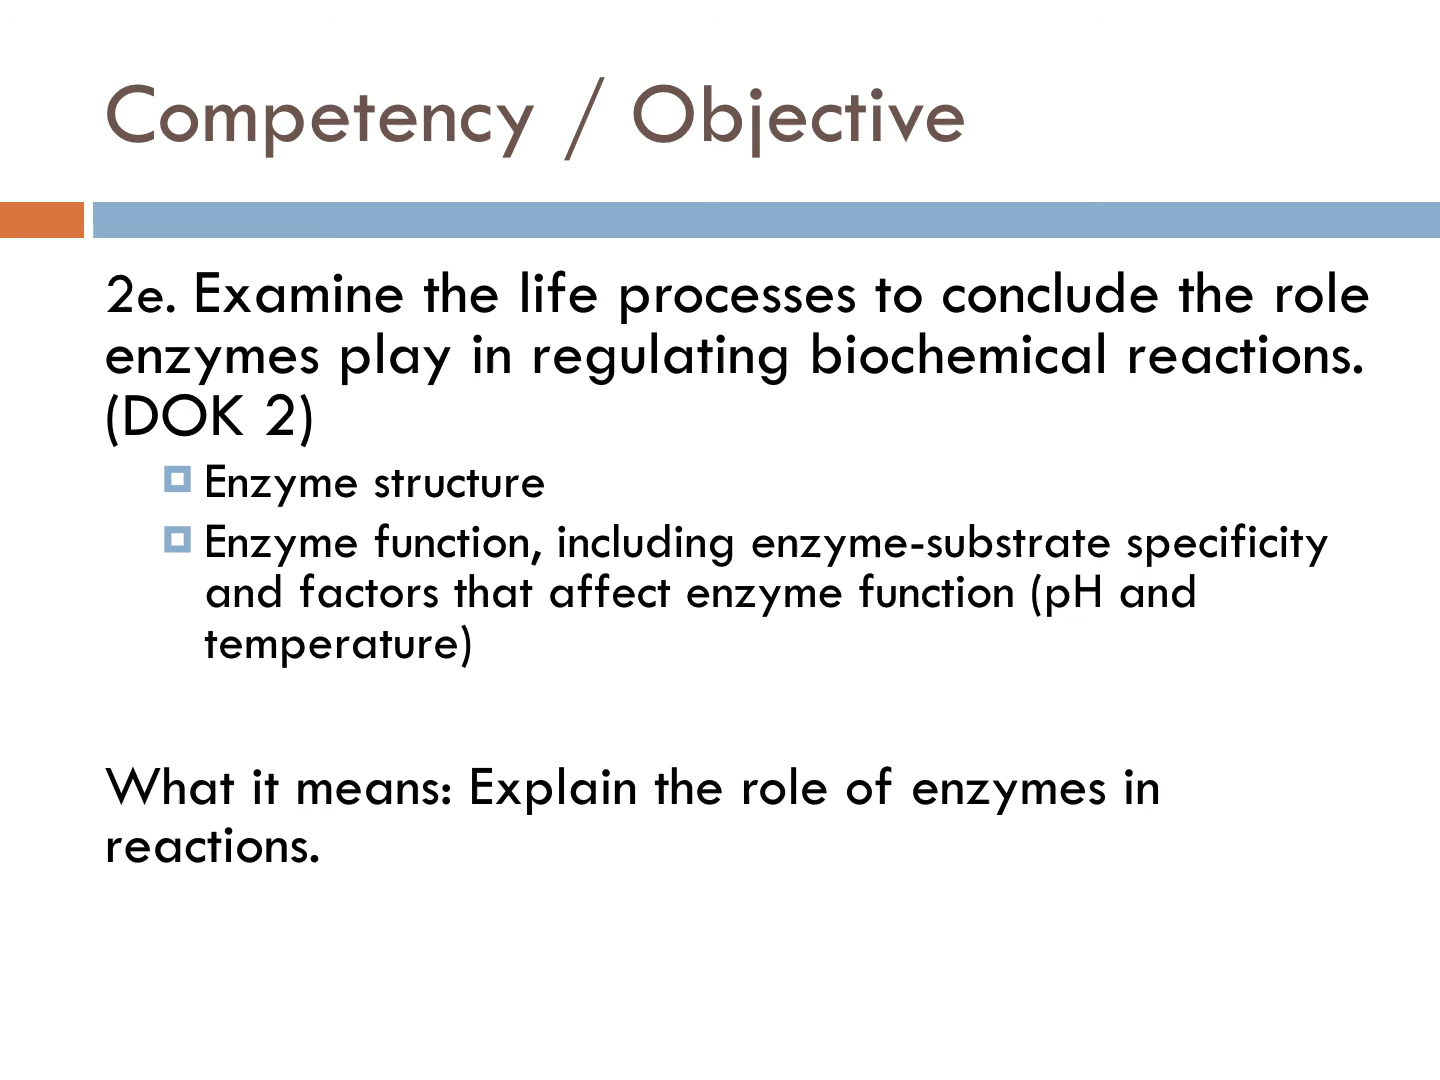 Competency / Objective
2e. Examine the life processes to conclude the role
enzymes play in regulating biochemical reactions.
(DOK 2)
Enzyme structure
Enzyme function, including enzyme-substrate specificity
and factors that affect enzyme function (pH and
temperature)
What it means: Explain the role of enzymes in
reactions.